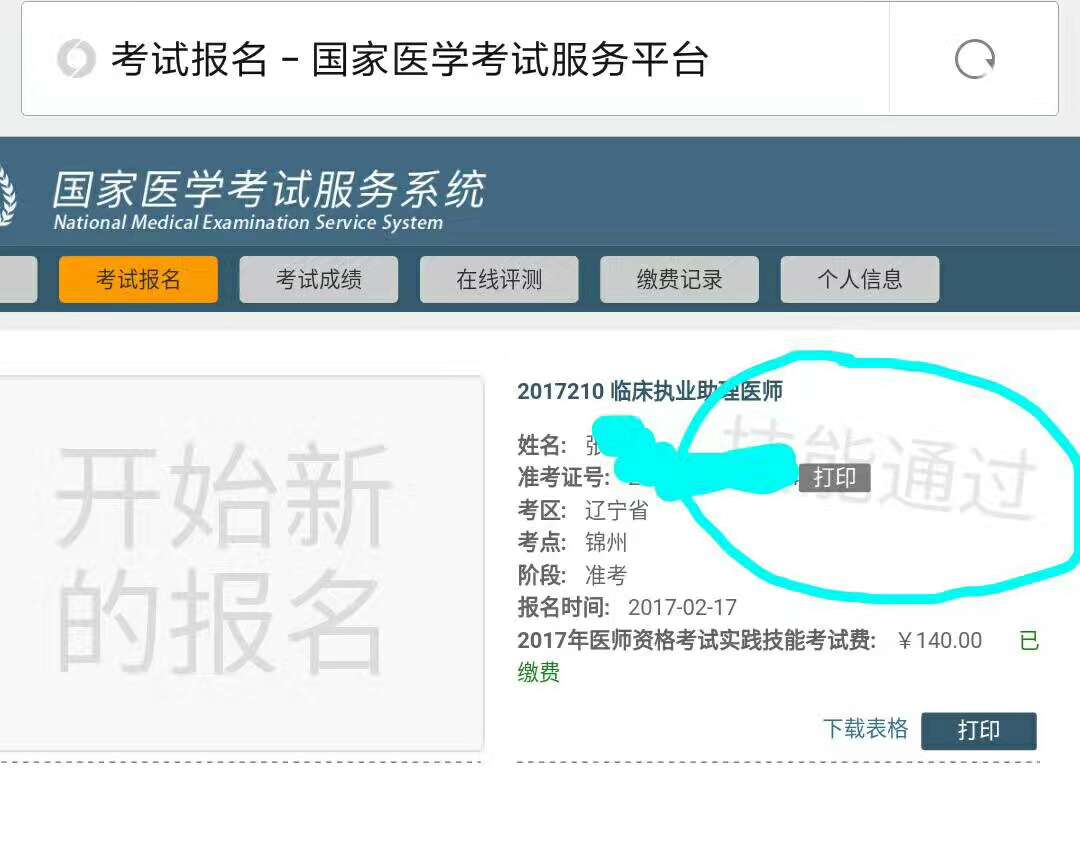 考试报名 - 国家医学考试服务平台
国家医学考试服务系统
National Medical Examination Service System
考试报名 考试成绩 在线评测 缴费记录 个人信息
开始新
的报名
2017210 临床执业助理医师
技能通过
姓名: 张
准考证号: 打印
考区: 辽宁省
考点: 锦州
阶段: 准考
报名时间: 2017-02-17
2017年医师资格考试实践技能考试费: ￥140.00 已
缴费
下载表格 打印